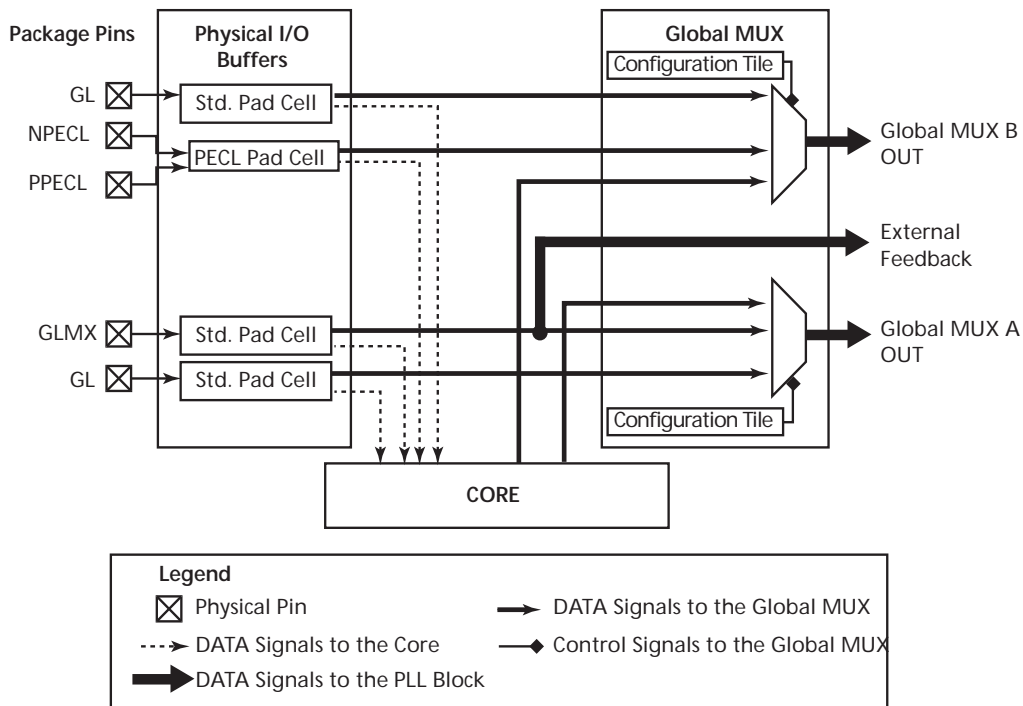 Package Pins
Physical I/O
Buffers
Global MUX
Configuration Tile
GL
Std. Pad Cell
NPECL
PECL Pad Cell
PPECL
Global MUX B
OUT
External
Feedback
GLMX
Std. Pad Cell
Global MUX A
OUT
GL
Std. Pad Cell
Configuration Tile
CORE
Legend
Physical Pin
DATA Signals to the Global MUX
DATA Signals to the Core
Control Signals to the Global MUX
DATA Signals to the PLL Block